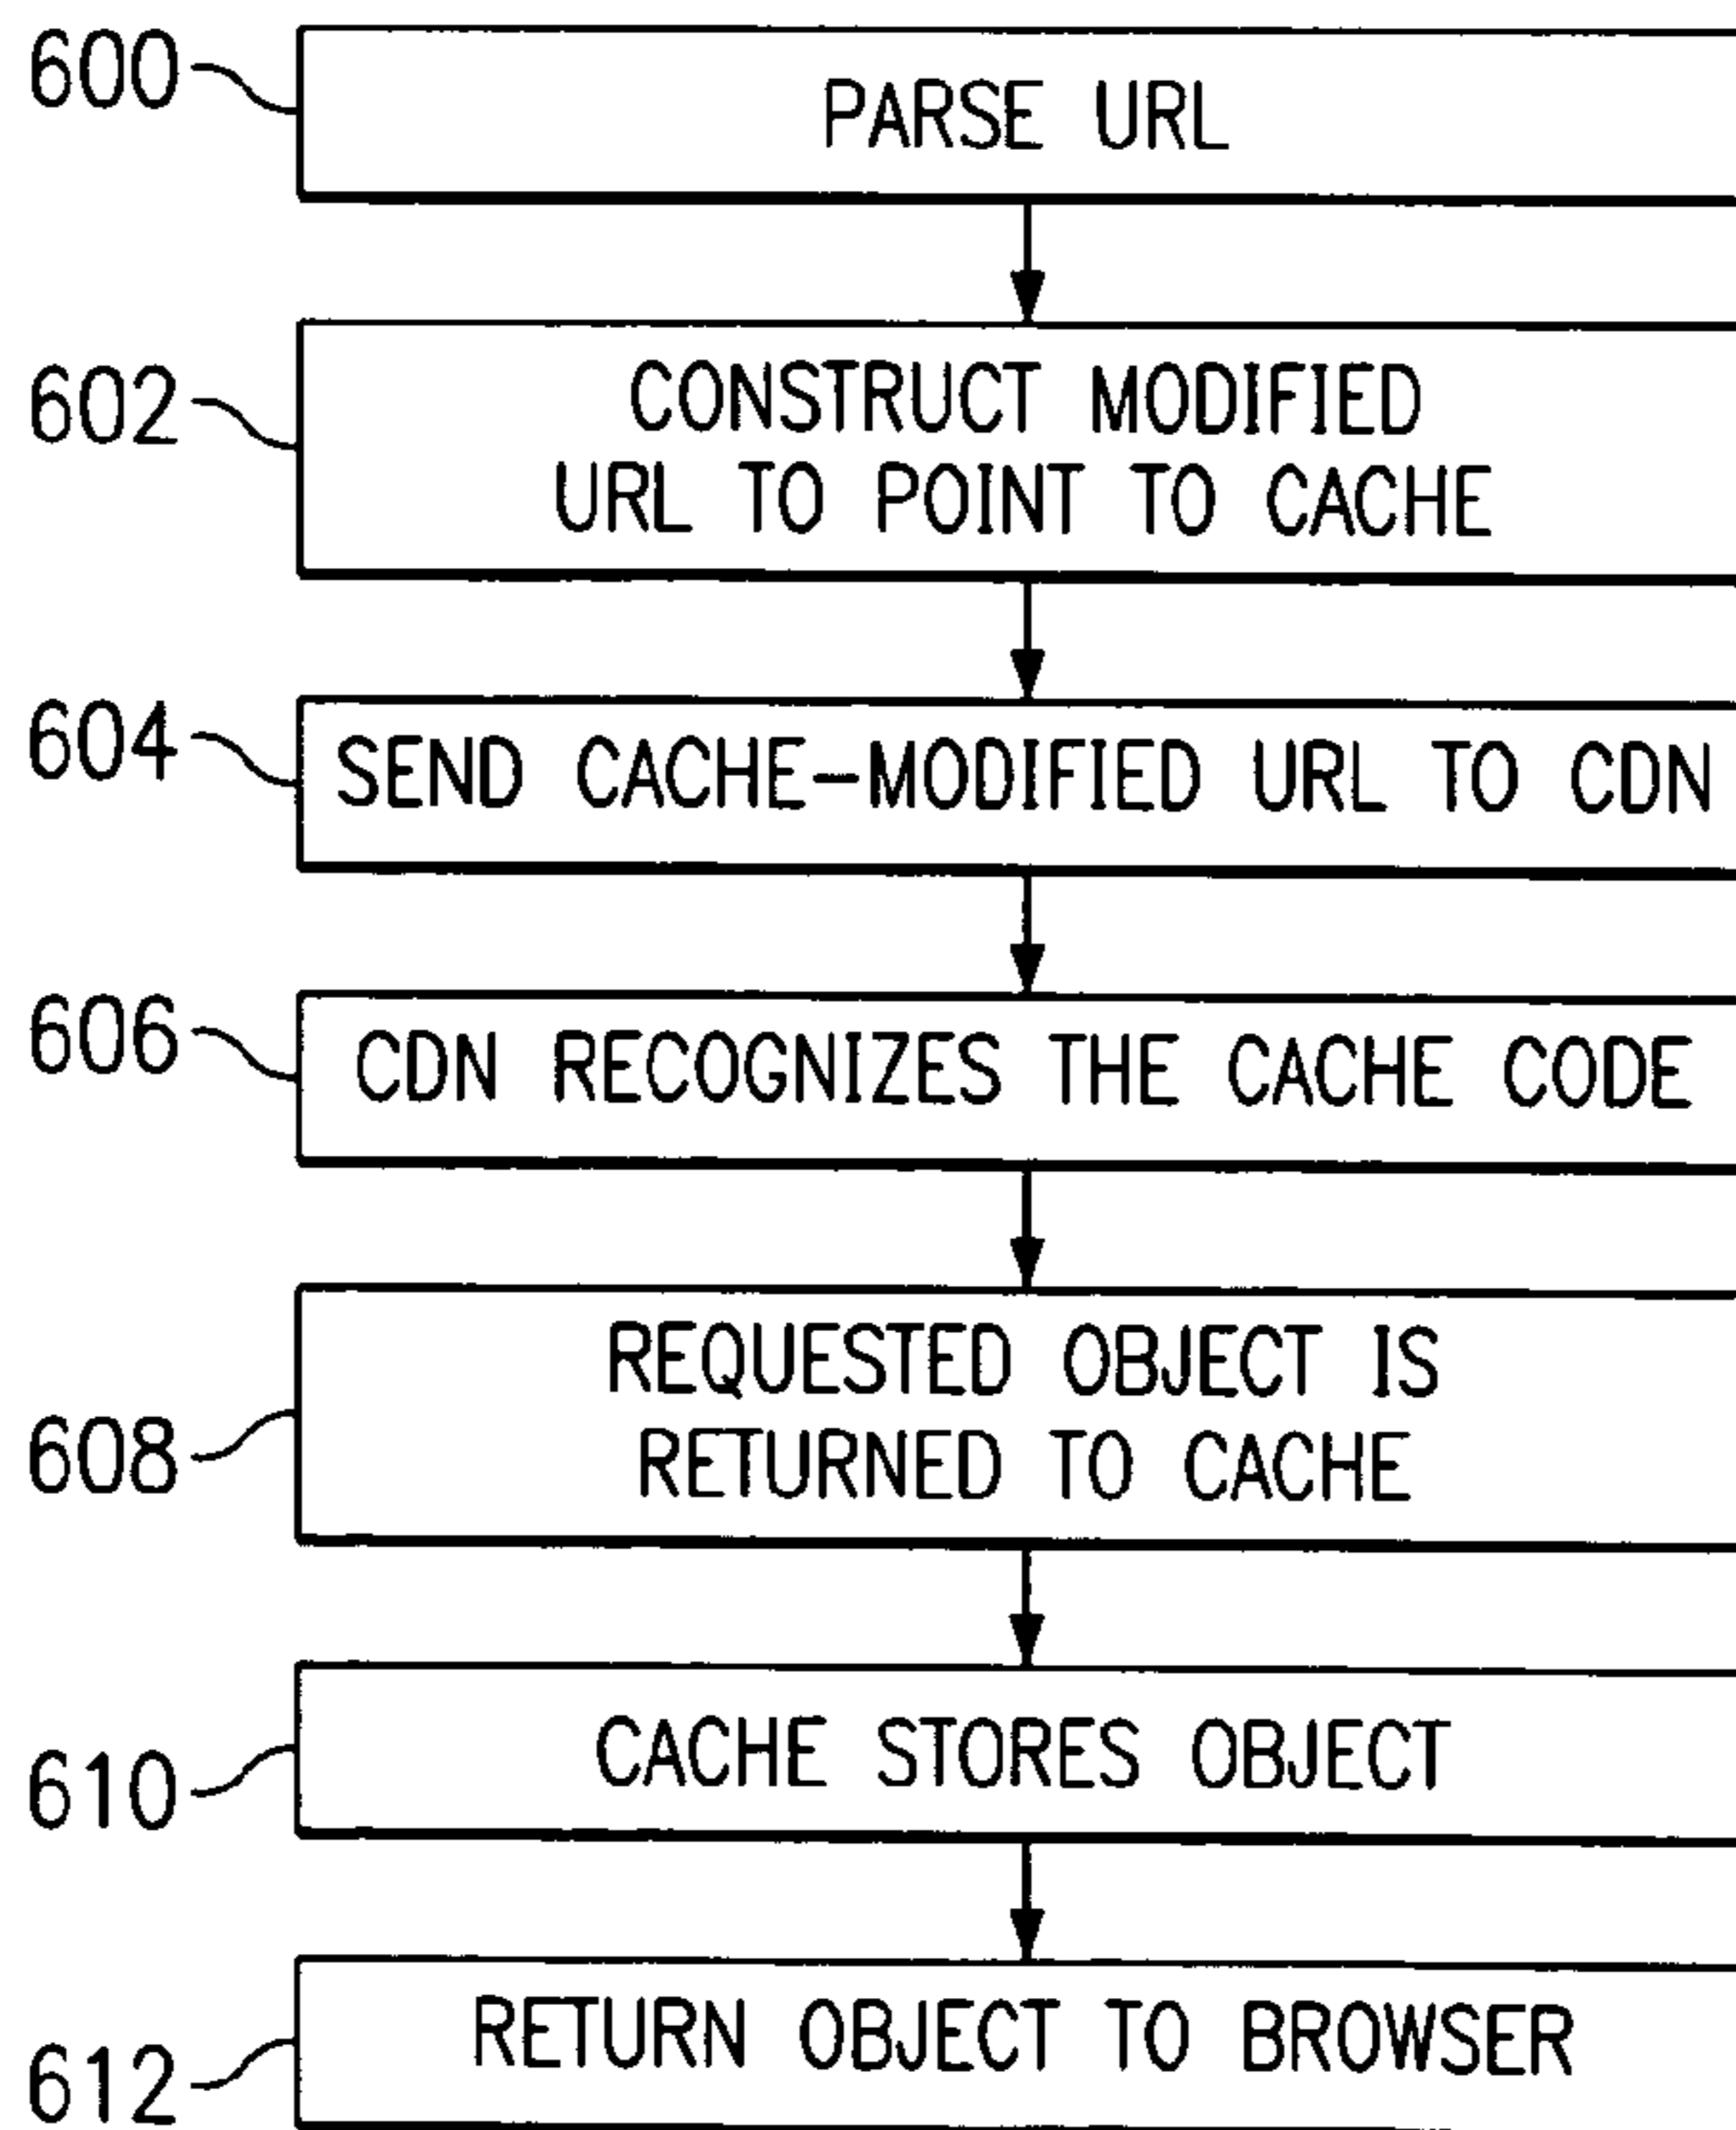 600
PARSE URL
602
CONSTRUCT MODIFIED
URL TO POINT TO CACHE
604
SEND CACHE-MODIFIED URL TO CDN
606
CDN RECOGNIZES THE CACHE CODE
608
REQUESTED OBJECT IS
RETURNED TO CACHE
610
CACHE STORES OBJECT
612
RETURN OBJECT TO BROWSER